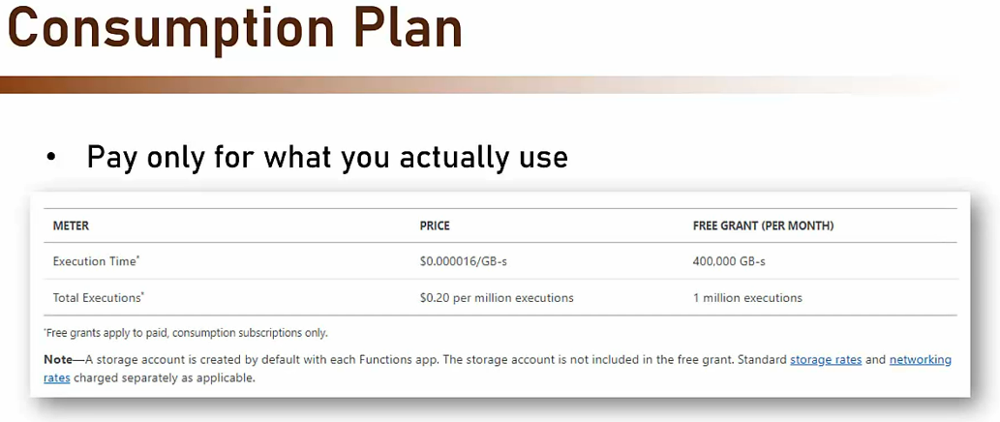 Consumption Plan
• Pay only for what you actually use
METER PRICE FREE GRANT (PER MONTH)
Execution Time* $0.000016/GB-s 400,000 GB-s
Total Executions* $0.20 per million executions 1 million executions
*Free grants apply to paid, consumption subscriptions only.
Note—A storage account is created by default with each Functions app. The storage account is not included in the free grant. Standard storage rates and networking
rates charged separately as applicable.